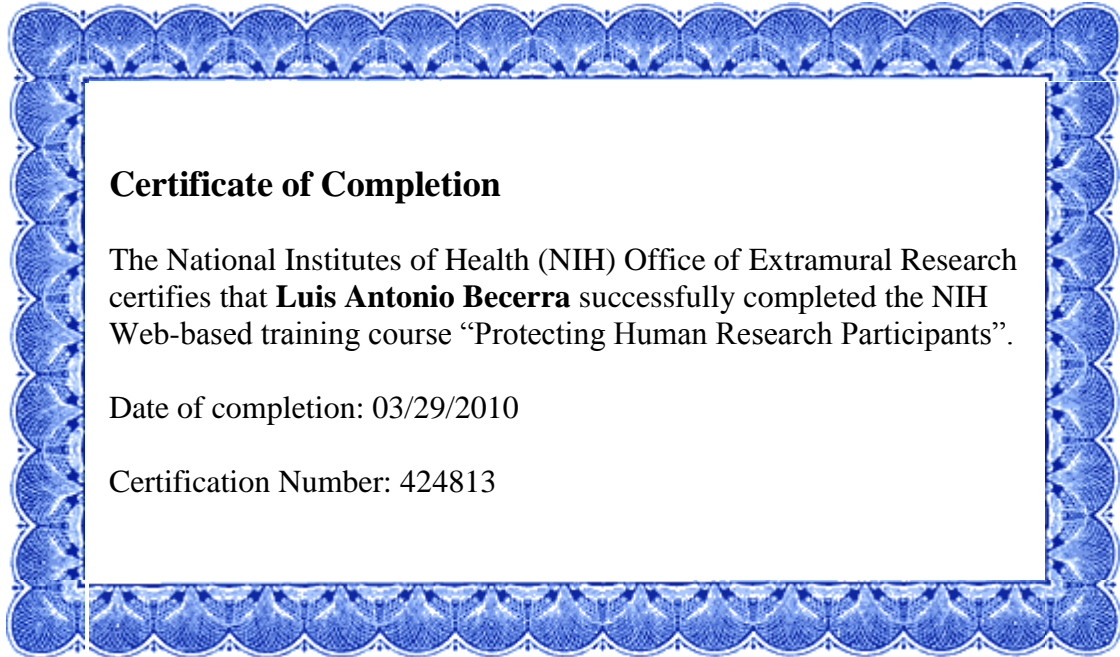 Certificate of Completion
The National Institutes of Health (NIH) Office of Extramural Research
certifies that Luis Antonio Becerra successfully completed the NIH
Web-based training course “Protecting Human Research Participants”.
Date of completion: 03/29/2010
Certification Number: 424813